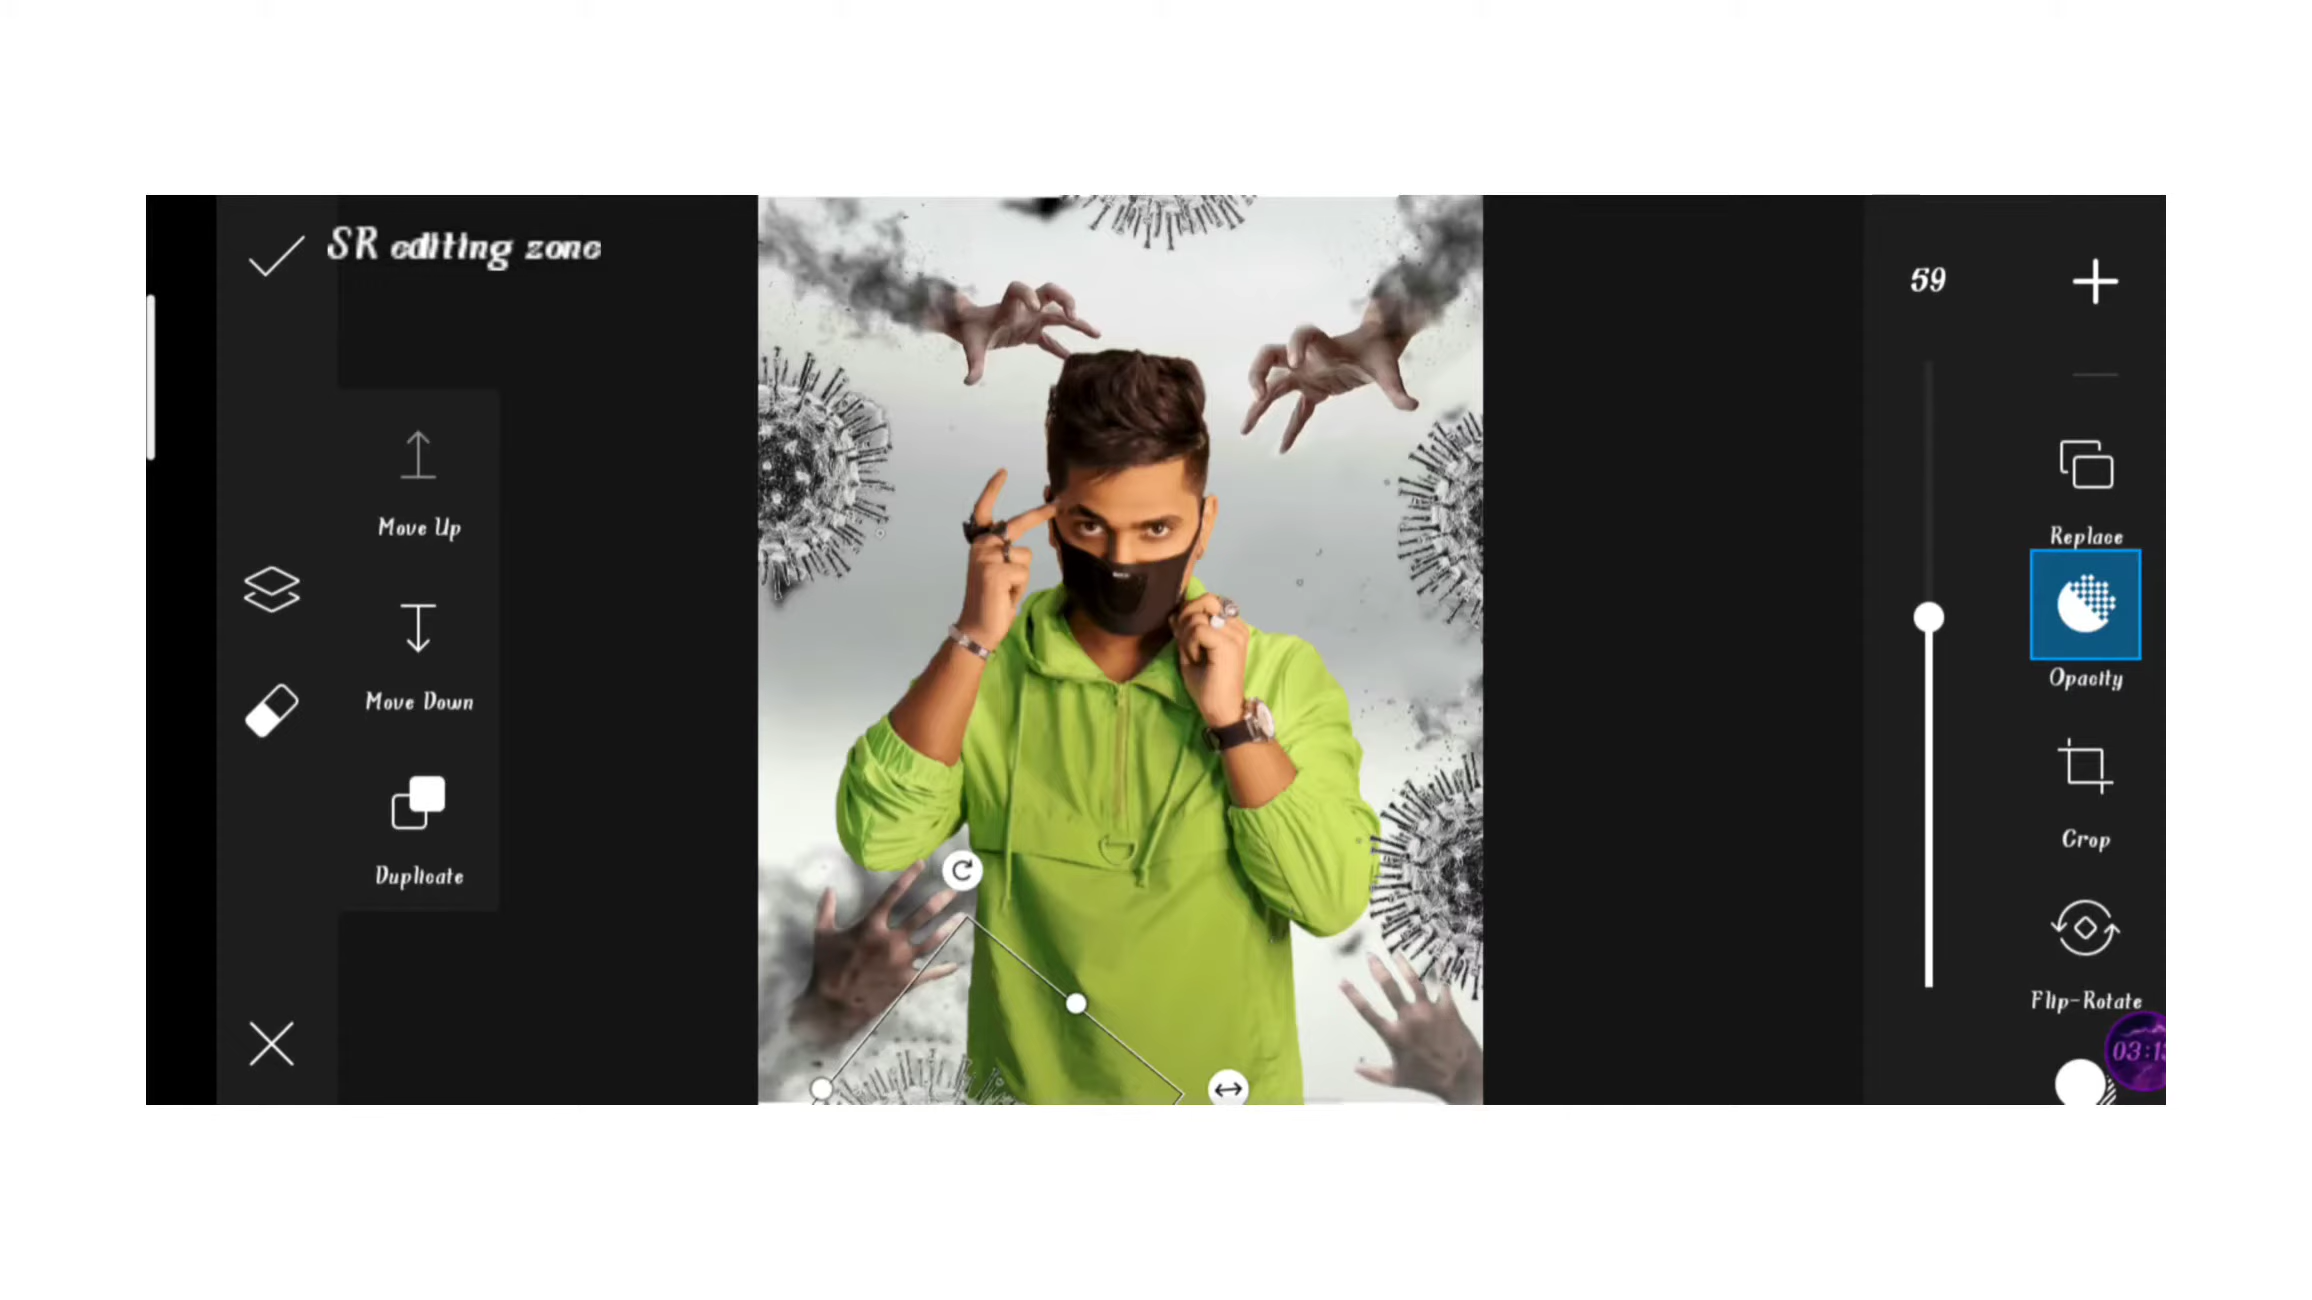 SR editing zone
59
Move Up
Replace
Opacity
Move Down
Crop
Duplicate
Flip-Rotate